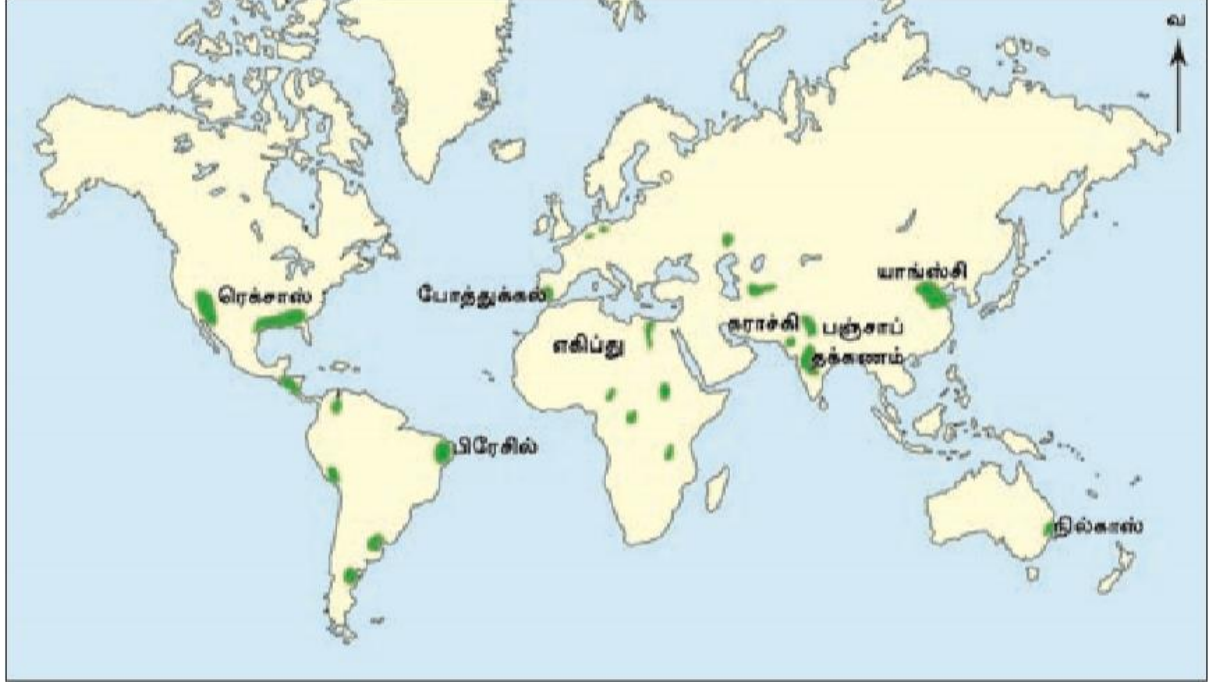 வ
யாங்ஸ்சி
ரெக்சாஸ்
போத்துக்கல்
கராச்சி
பஞ்சாப்
எகிப்து
தக்கணம்
பிரேசில்
நில்காஸ்